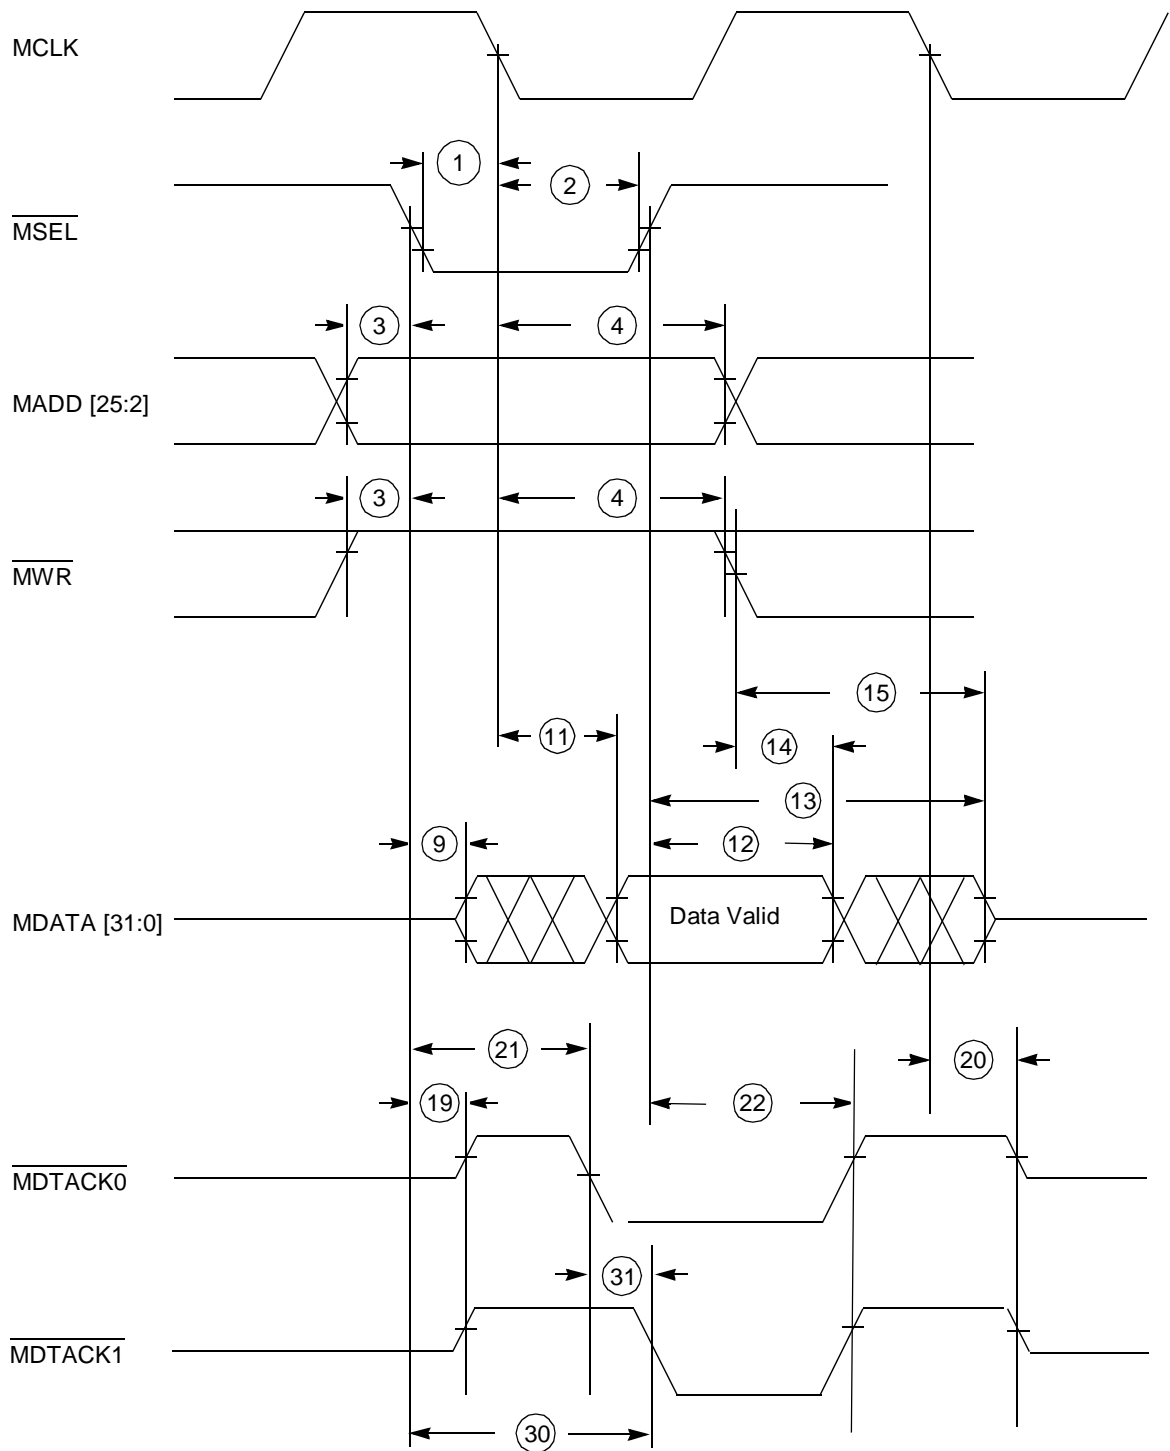 MCLK
1
2
MSEL
3
4
MADD [25:2]
3
4
MWR
15
11
14
13
9
12
MDATA [31:0]
Data Valid
21
20
19
22
MDTACK0
31
MDTACK1
30